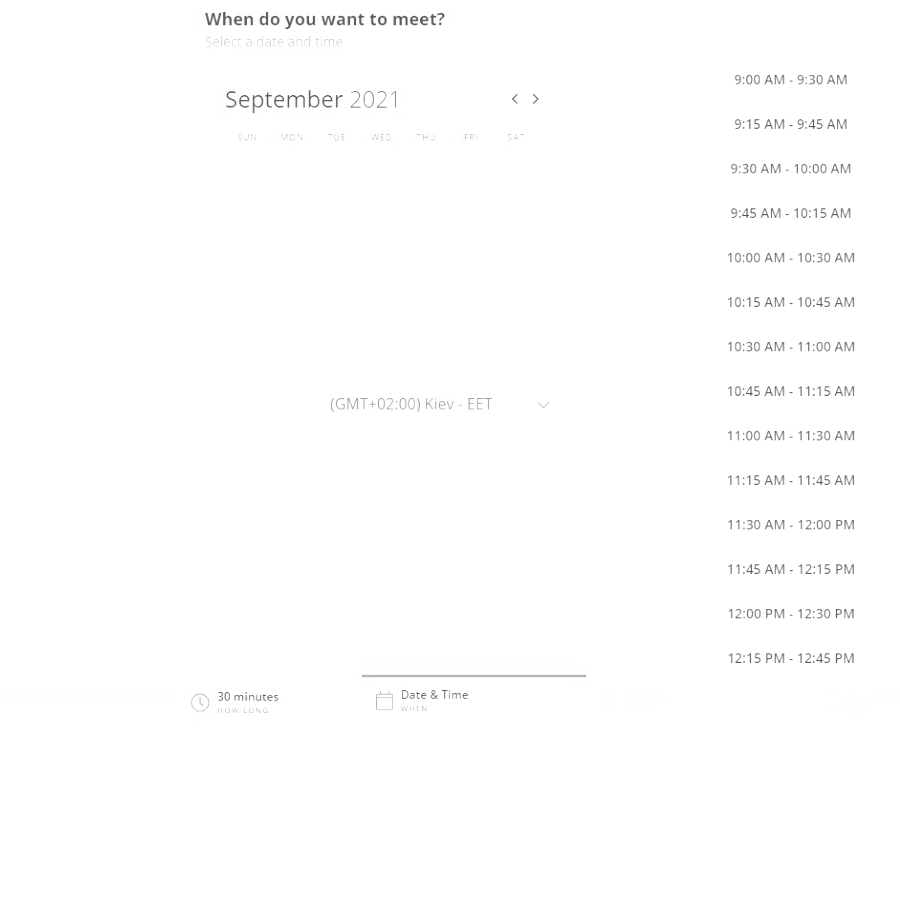 When do you want to meet?
Select a date and time
September 2021
SUN MON TUE WED THU FRI SAT
(GMT+02:00) Kiev - EET
9:00 AM - 9:30 AM
9:15 AM - 9:45 AM
9:30 AM - 10:00 AM
9:45 AM - 10:15 AM
10:00 AM - 10:30 AM
10:15 AM - 10:45 AM
10:30 AM - 11:00 AM
10:45 AM - 11:15 AM
11:00 AM - 11:30 AM
11:15 AM - 11:45 AM
11:30 AM - 12:00 PM
11:45 AM - 12:15 PM
12:00 PM - 12:30 PM
12:15 PM - 12:45 PM
30 minutes
HOW LONG
Date & Time
WHEN